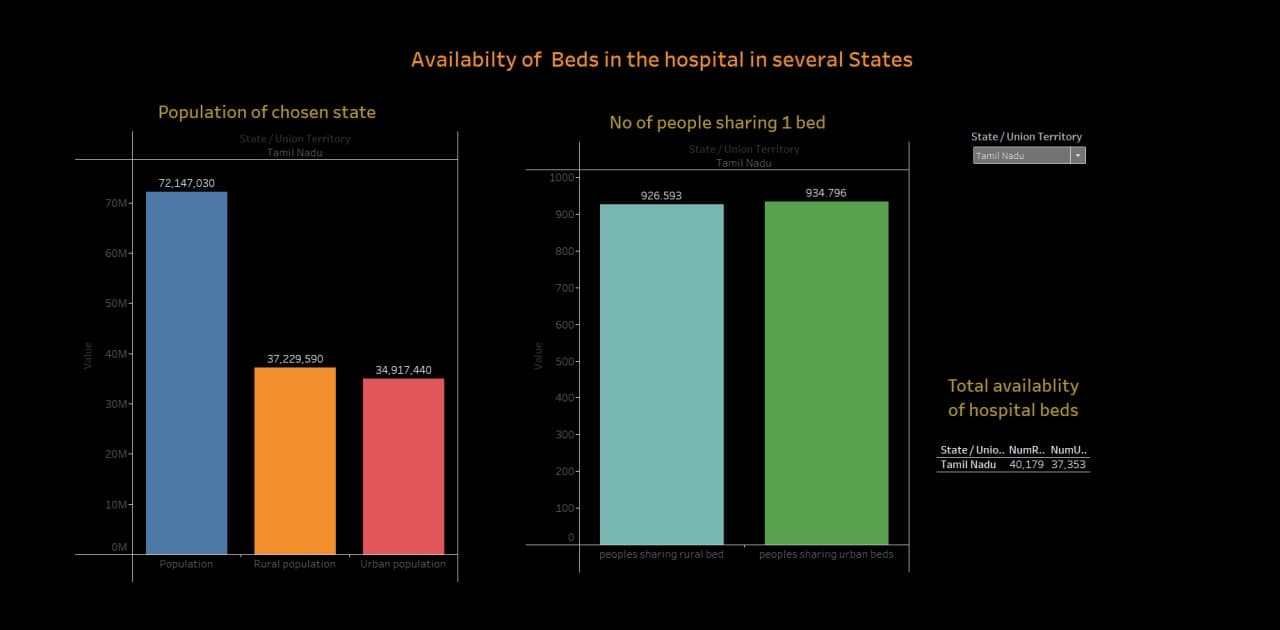 Availabilty of  Beds in the hospital in several States
Population of chosen state
State / Union Territory
Tamil Nadu
72,147,030
37,229,590
34,917,440
70M
60M
50M
40M
30M
20M
10M
0M
Value
Population
Rural population
Urban population
No of people sharing 1 bed
State / Union Territory
Tamil Nadu
926.593
934.796
1000
900
800
700
600
500
400
300
200
100
0
Value
peoples sharing rural bed
peoples sharing urban beds
State / Union Territory
Tamil Nadu
Total availablity
of hospital beds
State / Unio.. NumR.. NumU..
Tamil Nadu 40,179 37,353